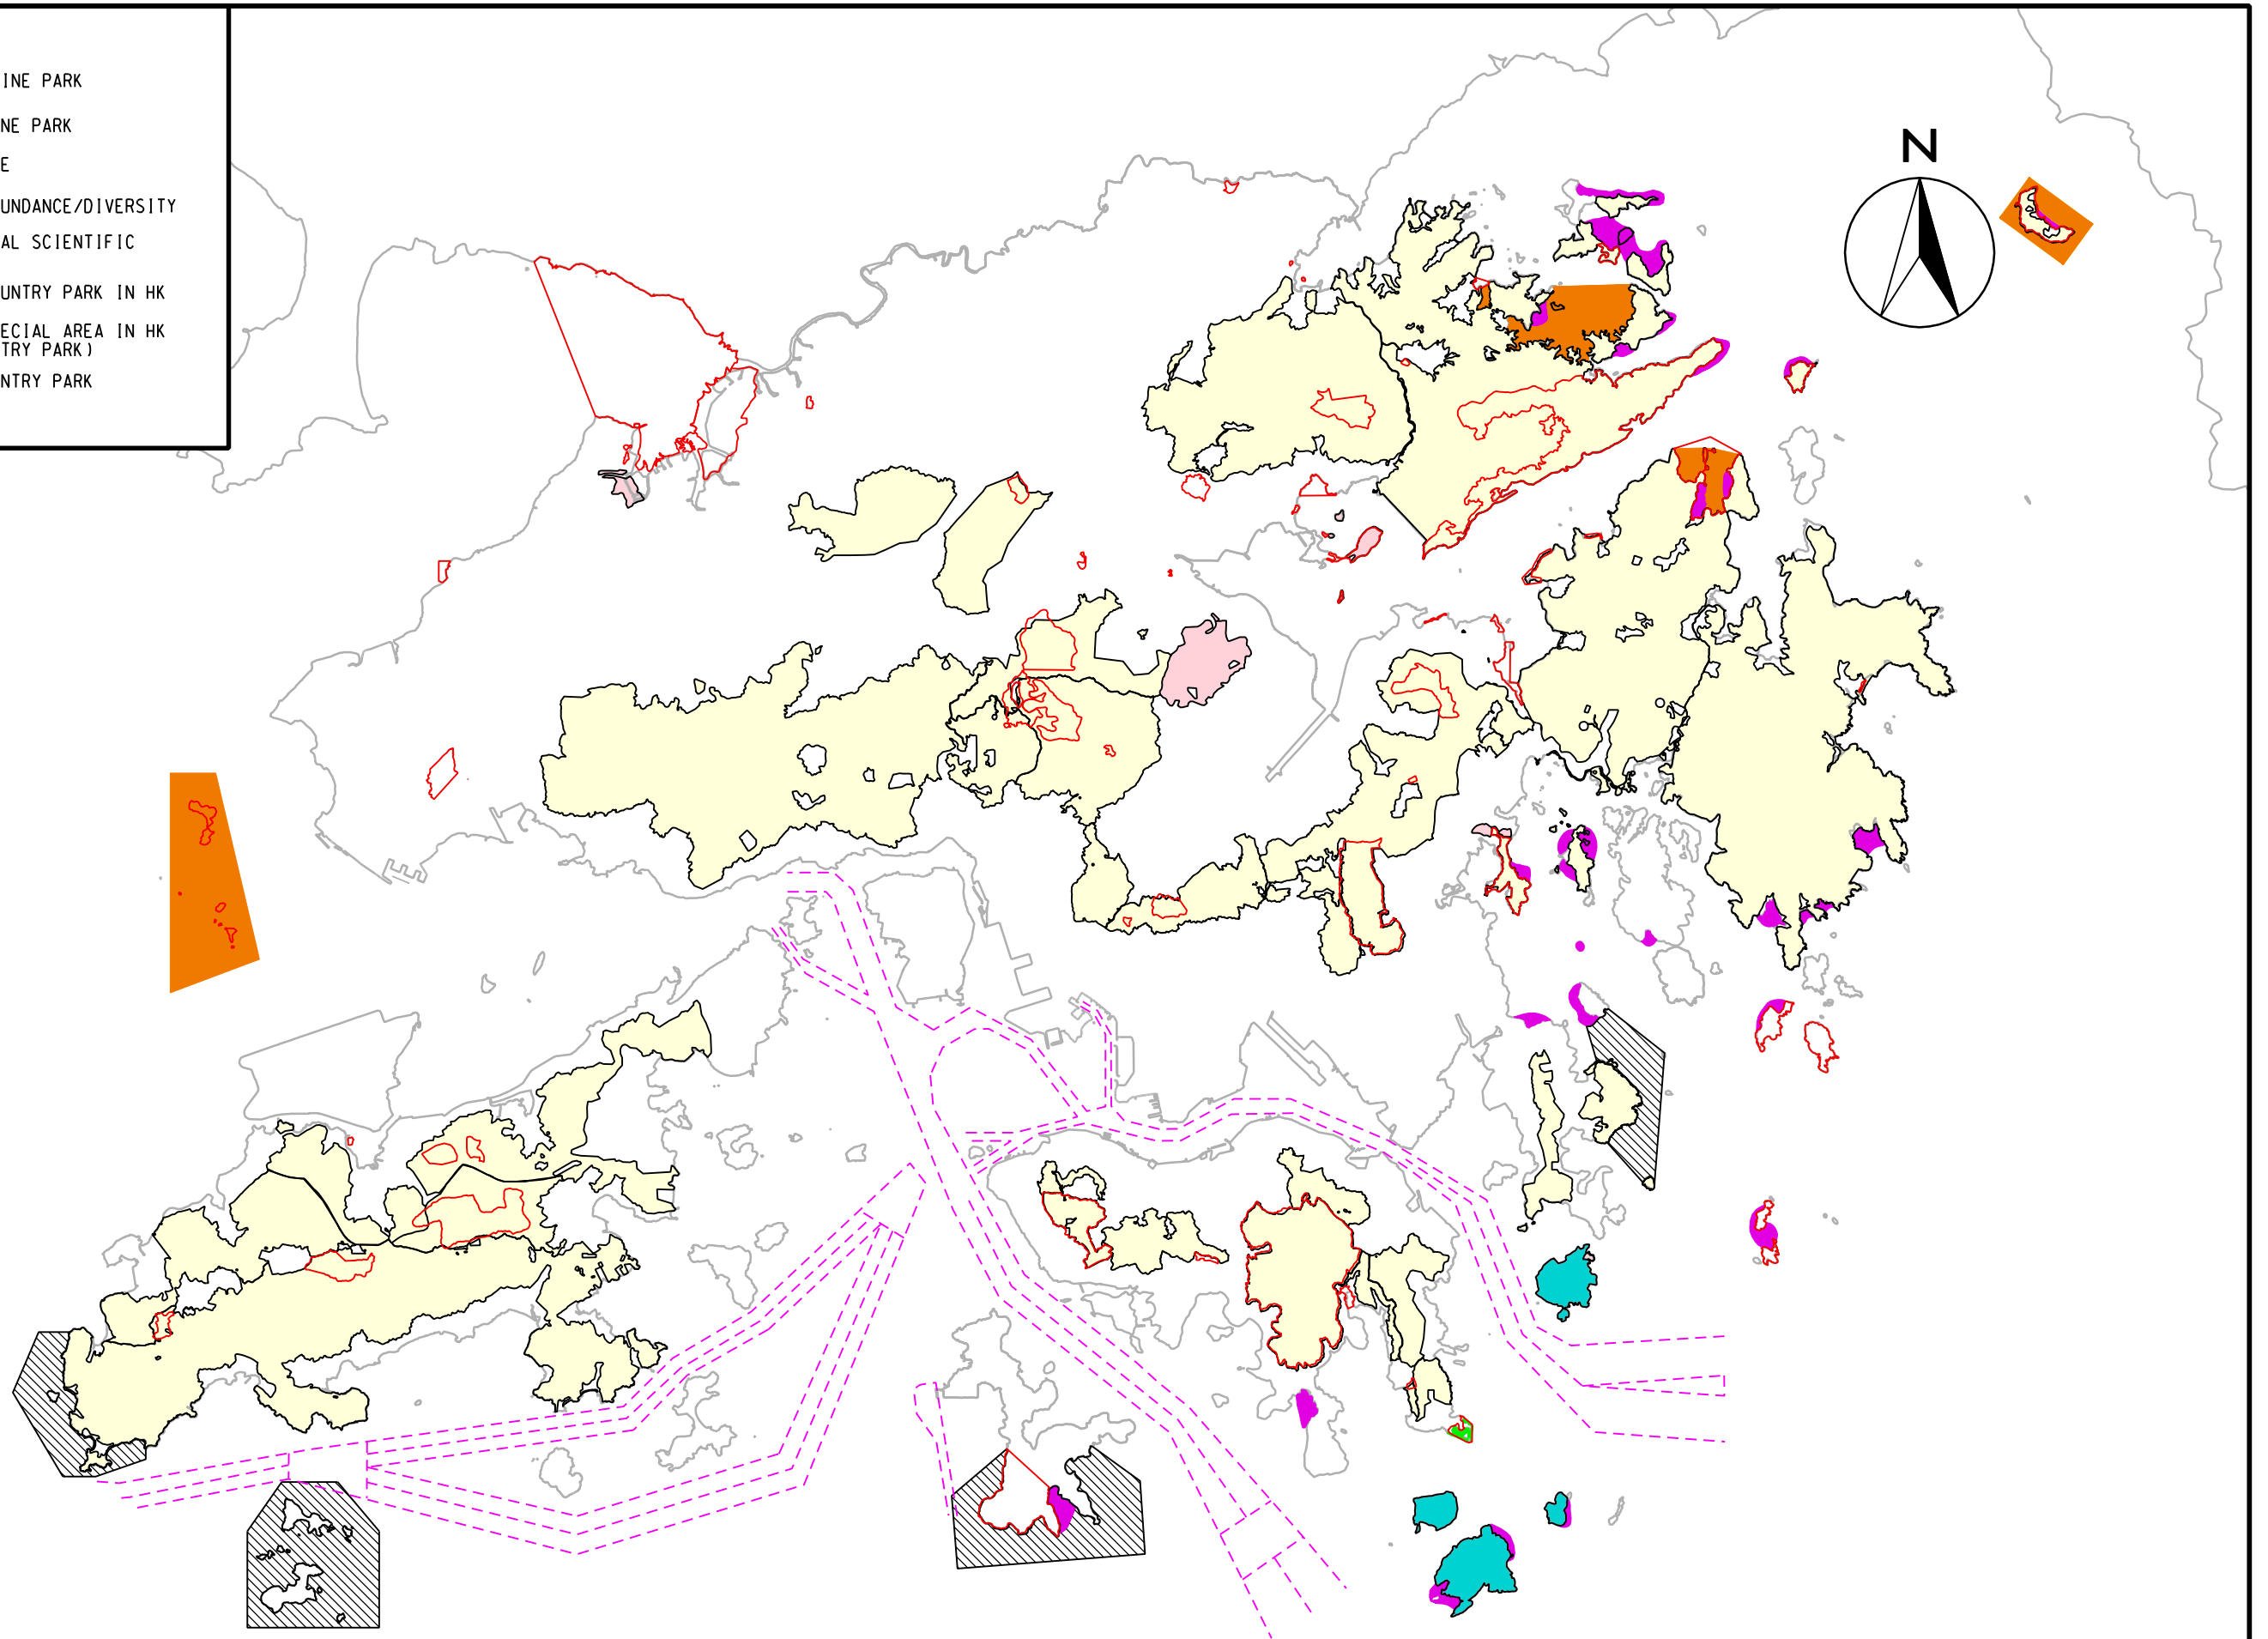 INE PARK
NE PARK
E
UNDANCE/DIVERSITY
AL SCIENTIFIC
UNTRY PARK IN HK
ECIAL AREA IN HK
TRY PARK)
NTRY PARK
N